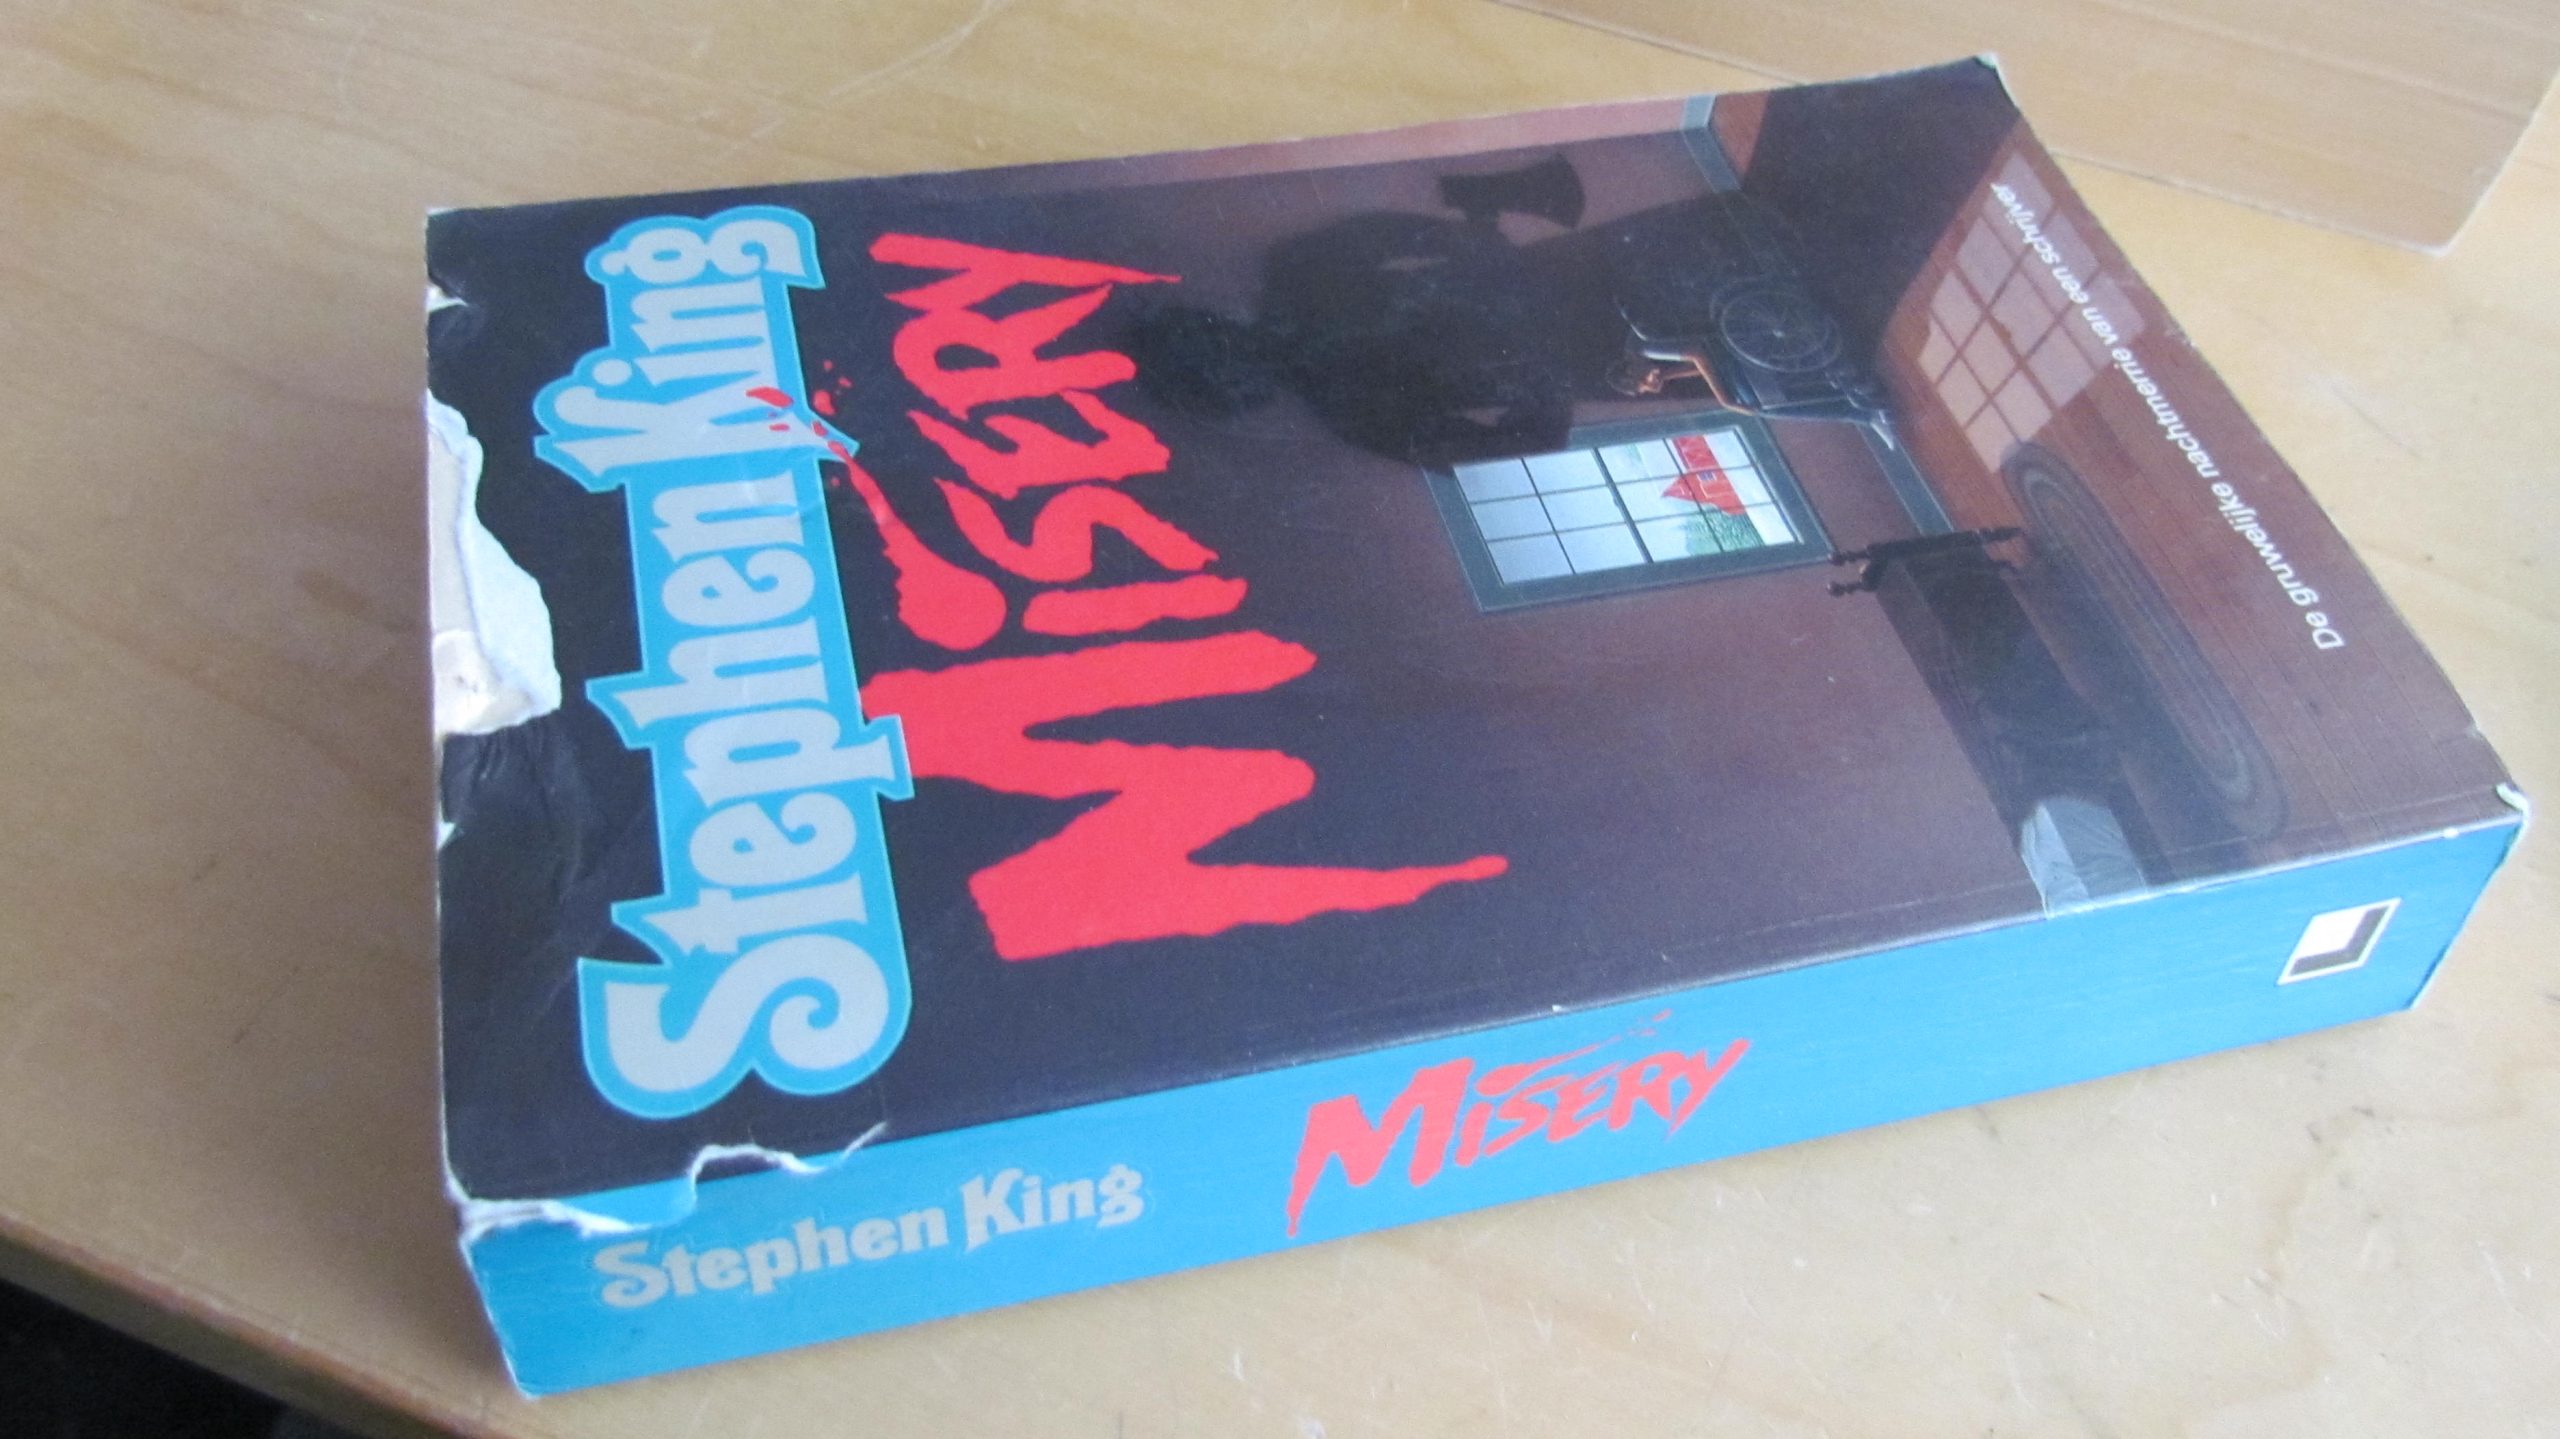 Stephen King
MISERY
De gruwelijke nachtmerrie van een schrijver
Stephen King
MISERY
L